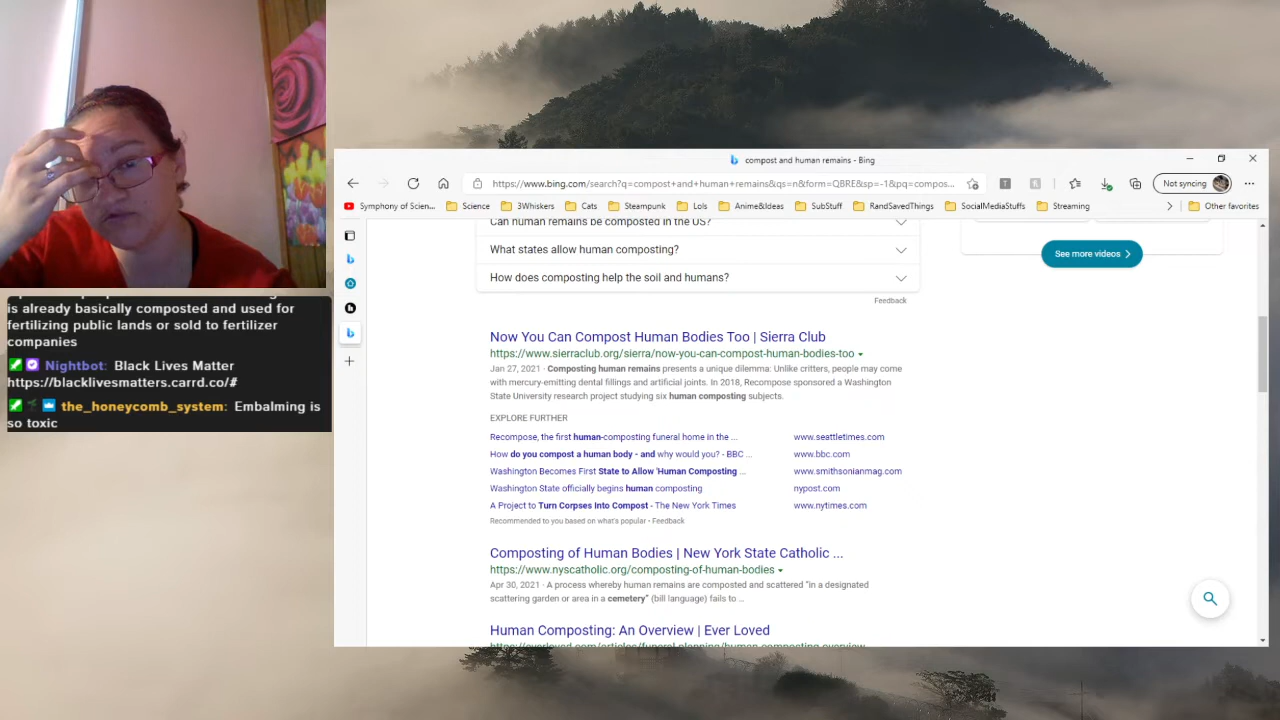 is already basically composted and used for
fertilizing public lands or sold to fertilizer
companies
Nightbot: Black Lives Matter
https://blacklivesmatters.carrd.co/#
the_honeycomb_system: Embalming is
so toxic
compost and human remains - Bing
https://www.bing.com/search?q=compost+and+human+remains&qs=n&form=QBRE&sp=-1&pq=compos...
Not syncing
Symphony of Scien...
Science
3Whiskers
Cats
Steampunk
Lols
Anime&Ideas
SubStuff
RandSavedThings
SocialMediaStuffs
Streaming
Other favorites
Can human remains be composted in the US?
What states allow human composting?
How does composting help the soil and humans?
Feedback
See more videos
Now You Can Compost Human Bodies Too | Sierra Club
https://www.sierraclub.org/sierra/now-you-can-compost-human-bodies-too
Jan 27, 2021 · Composting human remains presents a unique dilemma: Unlike critters, people may come
with mercury-emitting dental fillings and artificial joints. In 2018, Recompose sponsored a Washington
State University research project studying six human composting subjects.
EXPLORE FURTHER
Recompose, the first human-composting funeral home in the ... www.seattletimes.com
How do you compost a human body - and why would you? - BBC ... www.bbc.com
Washington Becomes First State to Allow 'Human Composting ... www.smithsonianmag.com
Washington State officially begins human composting nypost.com
A Project to Turn Corpses Into Compost - The New York Times www.nytimes.com
Recommended to you based on what's popular • Feedback
Composting of Human Bodies | New York State Catholic ...
https://www.nyscatholic.org/composting-of-human-bodies
Apr 30, 2021 · A process whereby human remains are composted and scattered "in a designated
scattering garden or area in a cemetery" (bill language) fails to ...
Human Composting: An Overview | Ever Loved
https://everloved.com/articles/funeral-planning/human-composting-overview